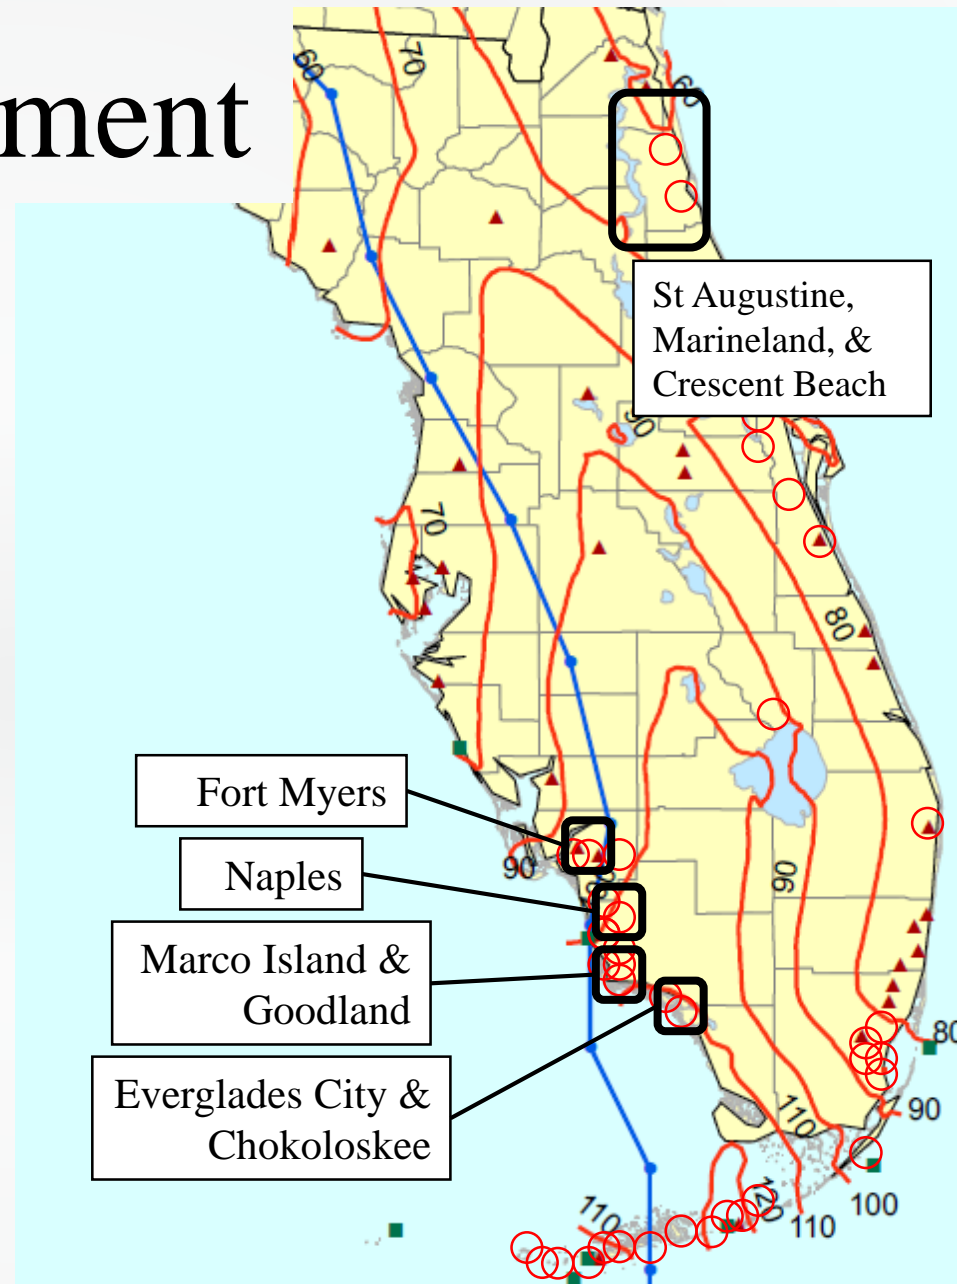 ment
60
70
60
St Augustine,
Marineland, &
Crescent Beach
70
80
Fort Myers
90
Naples
90
Marco Island &
Goodland
80
Everglades City &
Chokoloskee
110
90
120
100
110
110